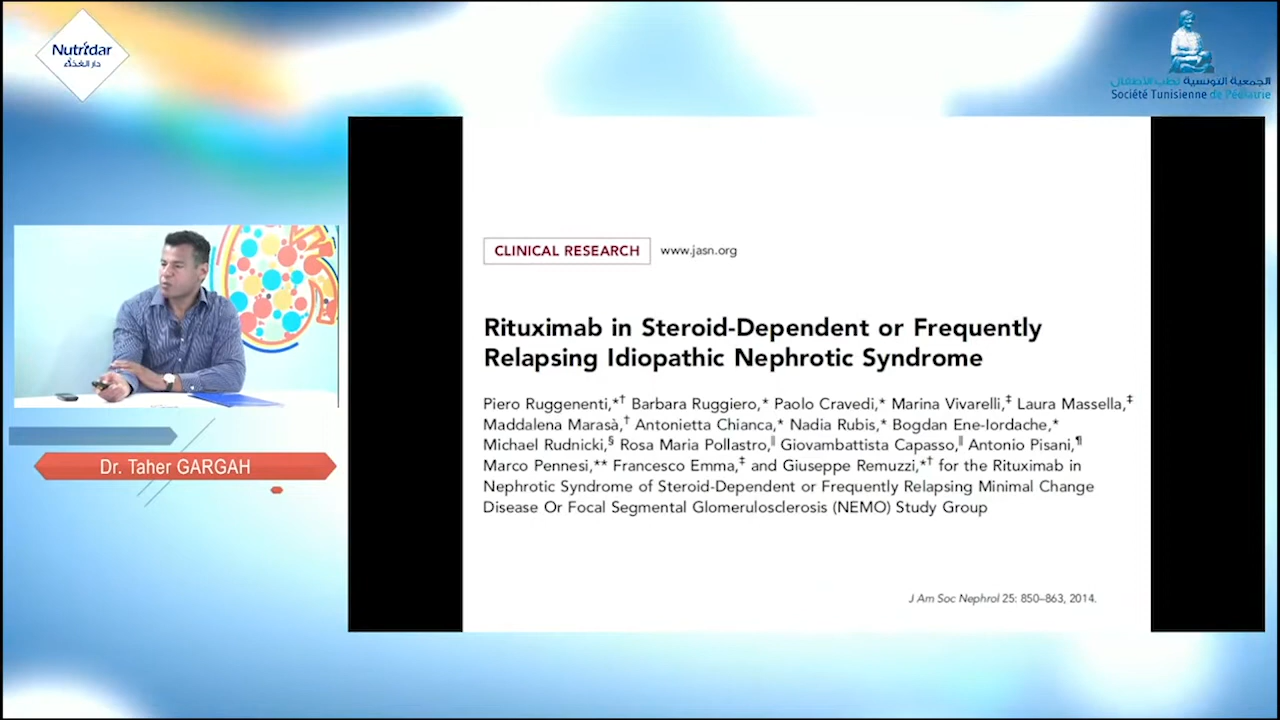 Nutridar
دار الغذاء
الجمعية التونسية لطب الأطفال
Société Tunisienne de Pédiatrie
CLINICAL RESEARCH www.jasn.org
Rituximab in Steroid-Dependent or Frequently
Relapsing Idiopathic Nephrotic Syndrome
Piero Ruggenenti,*† Barbara Ruggiero,* Paolo Cravedi,* Marina Vivarelli,‡ Laura Massella,‡
Maddalena Marasà,† Antonietta Chianca,* Nadia Rubis,* Bogdan Ene-Iordache,*
Michael Rudnicki,§ Rosa Maria Pollastro,‖ Giovambattista Capasso,‖ Antonio Pisani,¶
Marco Pennesi,** Francesco Emma,‡ and Giuseppe Remuzzi,*† for the Rituximab in
Nephrotic Syndrome of Steroid-Dependent or Frequently Relapsing Minimal Change
Disease Or Focal Segmental Glomerulosclerosis (NEMO) Study Group
J Am Soc Nephrol 25: 850–863, 2014.
Dr. Taher GARGAH